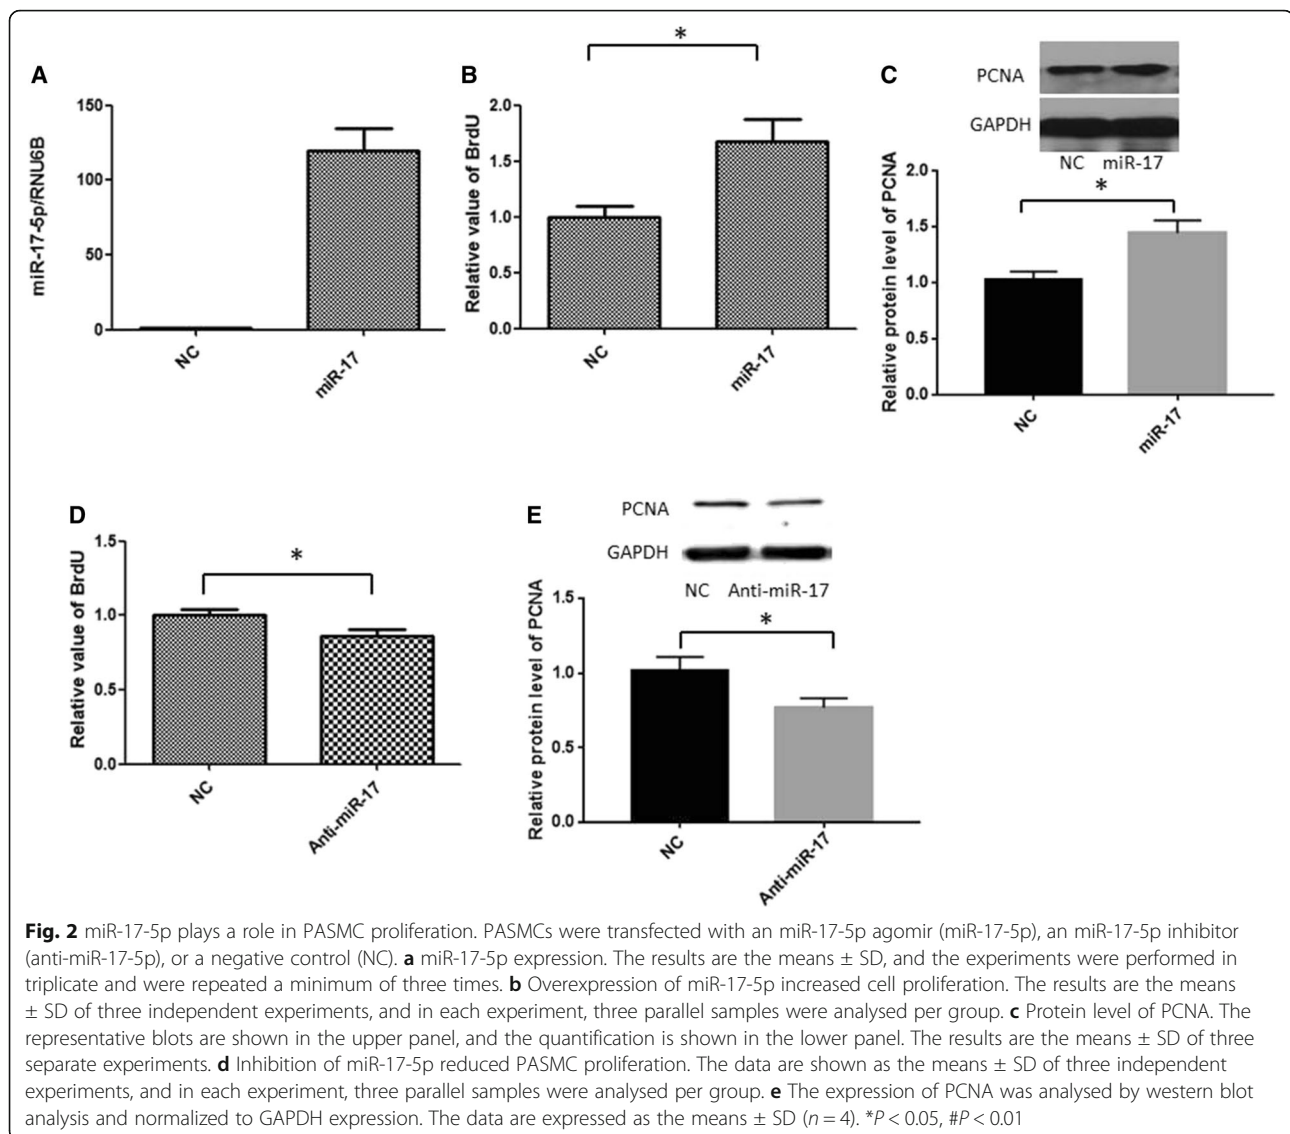 A
miR-17-5p/RNU6B
150
100
50
0
NC
miR-17
B
*
Relative value of BrdU
2.0
1.5
1.0
0.5
0.0
NC
miR-17
C
PCNA
GAPDH
NC miR-17
*
Relative protein level of PCNA
2.0
1.5
1.0
0.5
0.0
NC
miR-17
D
*
Relative value of BrdU
1.5
1.0
0.5
0.0
NC
Anti-miR-17
E
PCNA
GAPDH
NC Anti-miR-17
*
Relative protein level of PCNA
1.5
1.0
0.5
0.0
NC
Anti-miR-17
Fig. 2 miR-17-5p plays a role in PASMC proliferation. PASMCs were transfected with an miR-17-5p agomir (miR-17-5p), an miR-17-5p inhibitor
(anti-miR-17-5p), or a negative control (NC). a miR-17-5p expression. The results are the means ± SD, and the experiments were performed in
triplicate and were repeated a minimum of three times. b Overexpression of miR-17-5p increased cell proliferation. The results are the means
± SD of three independent experiments, and in each experiment, three parallel samples were analysed per group. c Protein level of PCNA. The
representative blots are shown in the upper panel, and the quantification is shown in the lower panel. The results are the means ± SD of three
separate experiments. d Inhibition of miR-17-5p reduced PASMC proliferation. The data are shown as the means ± SD of three independent
experiments, and in each experiment, three parallel samples were analysed per group. e The expression of PCNA was analysed by western blot
analysis and normalized to GAPDH expression. The data are expressed as the means ± SD (n = 4). *P < 0.05, #P < 0.01